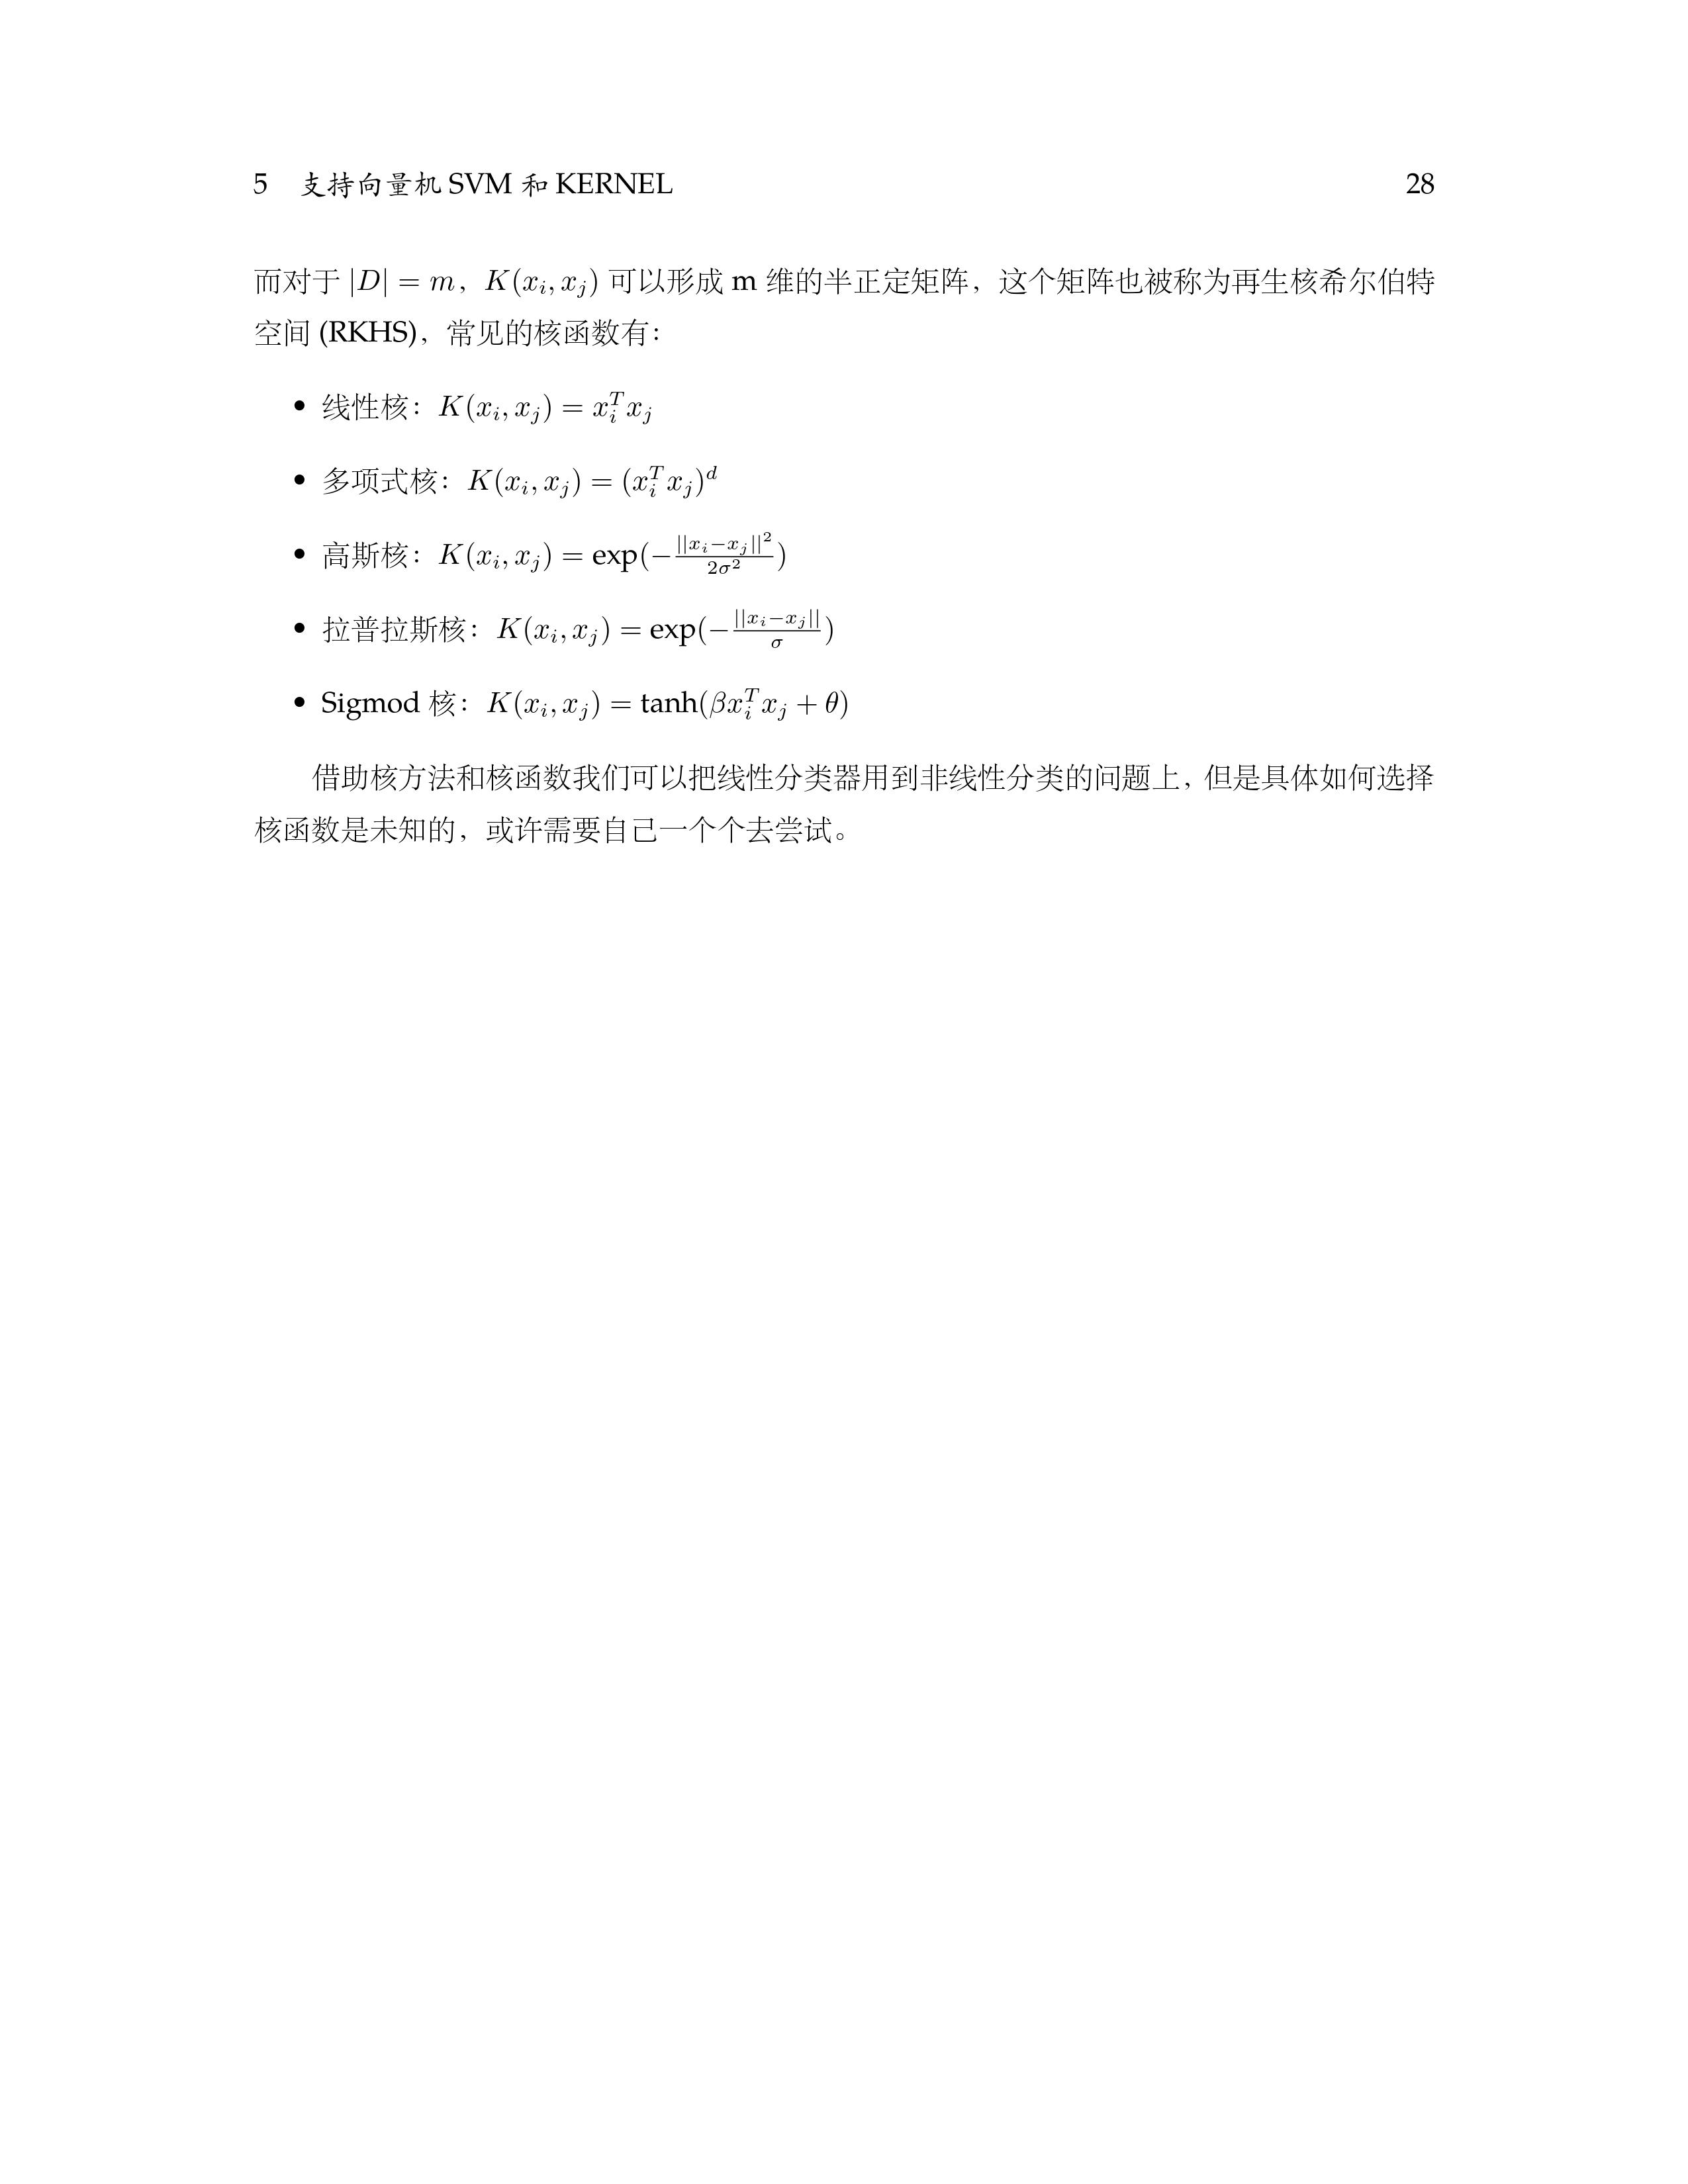 5 支持向量机 SVM 和 KERNEL 28
而对于 |D| = m，K(x_i, x_j) 可以形成 m 维的半正定矩阵，这个矩阵也被称为再生核希尔伯特
空间 (RKHS)，常见的核函数有：
• 线性核：K(x_i, x_j) = x_i^T x_j
• 多项式核：K(x_i, x_j) = (x_i^T x_j)^d
• 高斯核：K(x_i, x_j) = exp(−\frac{||x_i−x_j||^2}{2σ^2})
• 拉普拉斯核：K(x_i, x_j) = exp(−\frac{||x_i−x_j||}{σ})
• Sigmod 核：K(x_i, x_j) = tanh(βx_i^T x_j + θ)
借助核方法和核函数我们可以把线性分类器用到非线性分类的问题上，但是具体如何选择
核函数是未知的，或许需要自己一个个去尝试。